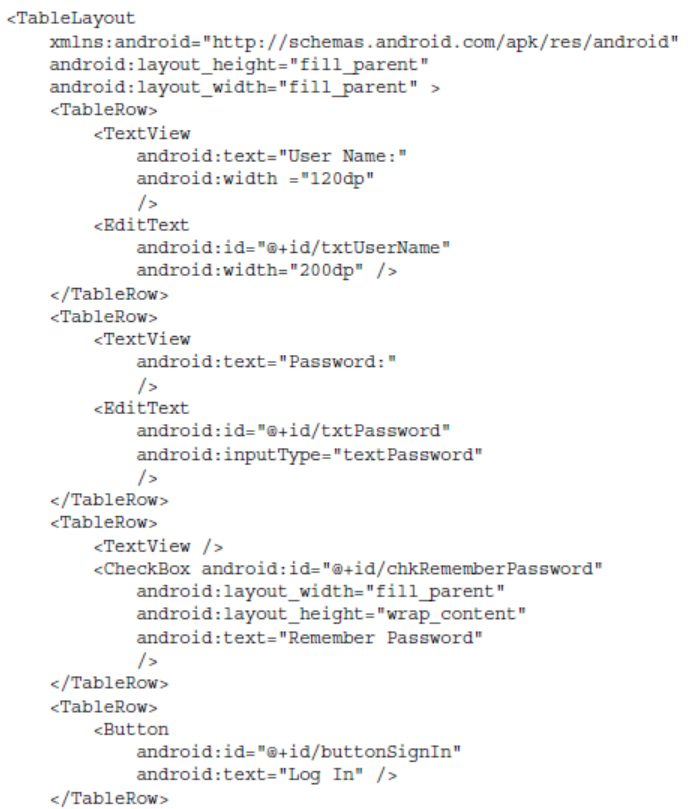 <TableLayout
    xmlns:android="http://schemas.android.com/apk/res/android"
    android:layout_height="fill_parent"
    android:layout_width="fill_parent" >
    <TableRow>
        <TextView
            android:text="User Name:"
            android:width ="120dp"
            />
        <EditText
            android:id="@+id/txtUserName"
            android:width="200dp" />
    </TableRow>
    <TableRow>
        <TextView
            android:text="Password:"
            />
        <EditText
            android:id="@+id/txtPassword"
            android:inputType="textPassword"
            />
    </TableRow>
    <TableRow>
        <TextView />
        <CheckBox android:id="@+id/chkRememberPassword"
            android:layout_width="fill_parent"
            android:layout_height="wrap_content"
            android:text="Remember Password"
            />
    </TableRow>
    <TableRow>
        <Button
            android:id="@+id/buttonSignIn"
            android:text="Log In" />
    </TableRow>